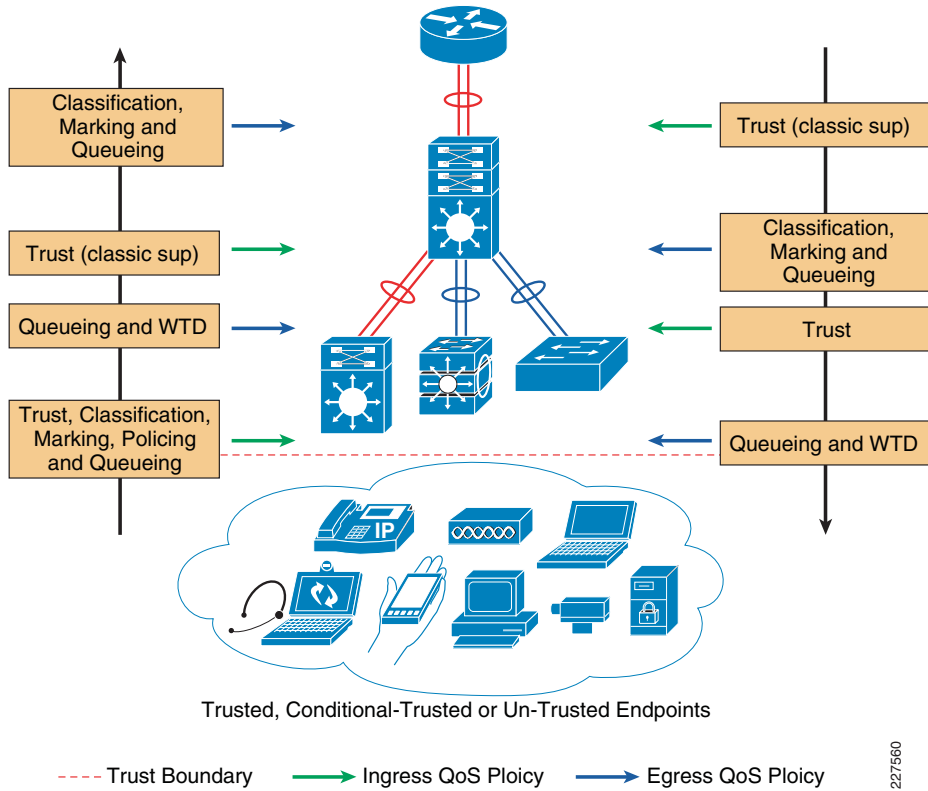 Classification,
Marking and
Queueing
Trust (classic sup)
Trust (classic sup)
Classification,
Marking and
Queueing
Queueing and WTD
Trust
Trust, Classification,
Marking, Policing
and Queueing
Queueing and WTD
IP
Trusted, Conditional-Trusted or Un-Trusted Endpoints
Trust Boundary
Ingress QoS Ploicy
Egress QoS Ploicy
227560